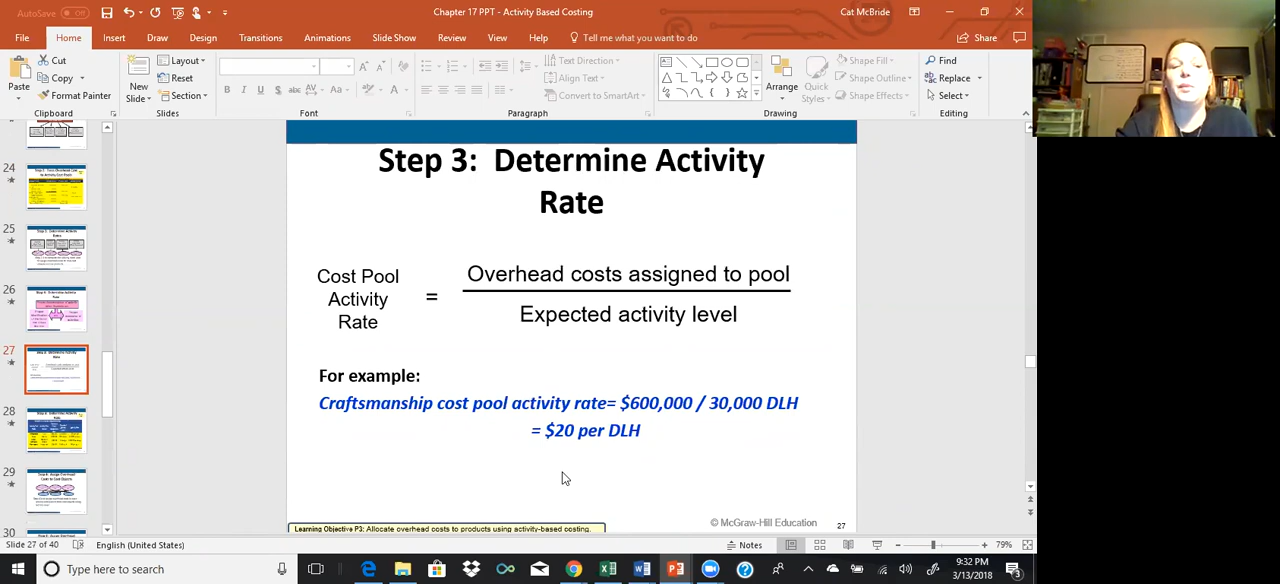 AutoSave Off
Chapter 17 PPT - Activity Based Costing
Cat McBride
File Home Insert Draw Design Transitions Animations Slide Show Review View Help Tell me what you want to do
Share
Paste
Cut
Copy
Format Painter
Clipboard
New
Slide
Layout
Reset
Section
Slides
B I U S abc AV Aa
Font
Text Direction
Align Text
Convert to SmartArt
Paragraph
Arrange
Quick
Styles
Shape Fill
Shape Outline
Shape Effects
Drawing
Find
Replace
Select
Editing
24
25
26
27
28
29
30
Step 3: Determine Activity
Rate
Cost Pool
Activity
Rate
=
Overhead costs assigned to pool
Expected activity level
For example:
Craftsmanship cost pool activity rate= $600,000 / 30,000 DLH
= $20 per DLH
Learning Objective P3: Allocate overhead costs to products using activity-based costing.
© McGraw-Hill Education
27
Slide 27 of 40
English (United States)
Notes
79%
Type here to search
9:32 PM
3/13/2018
3